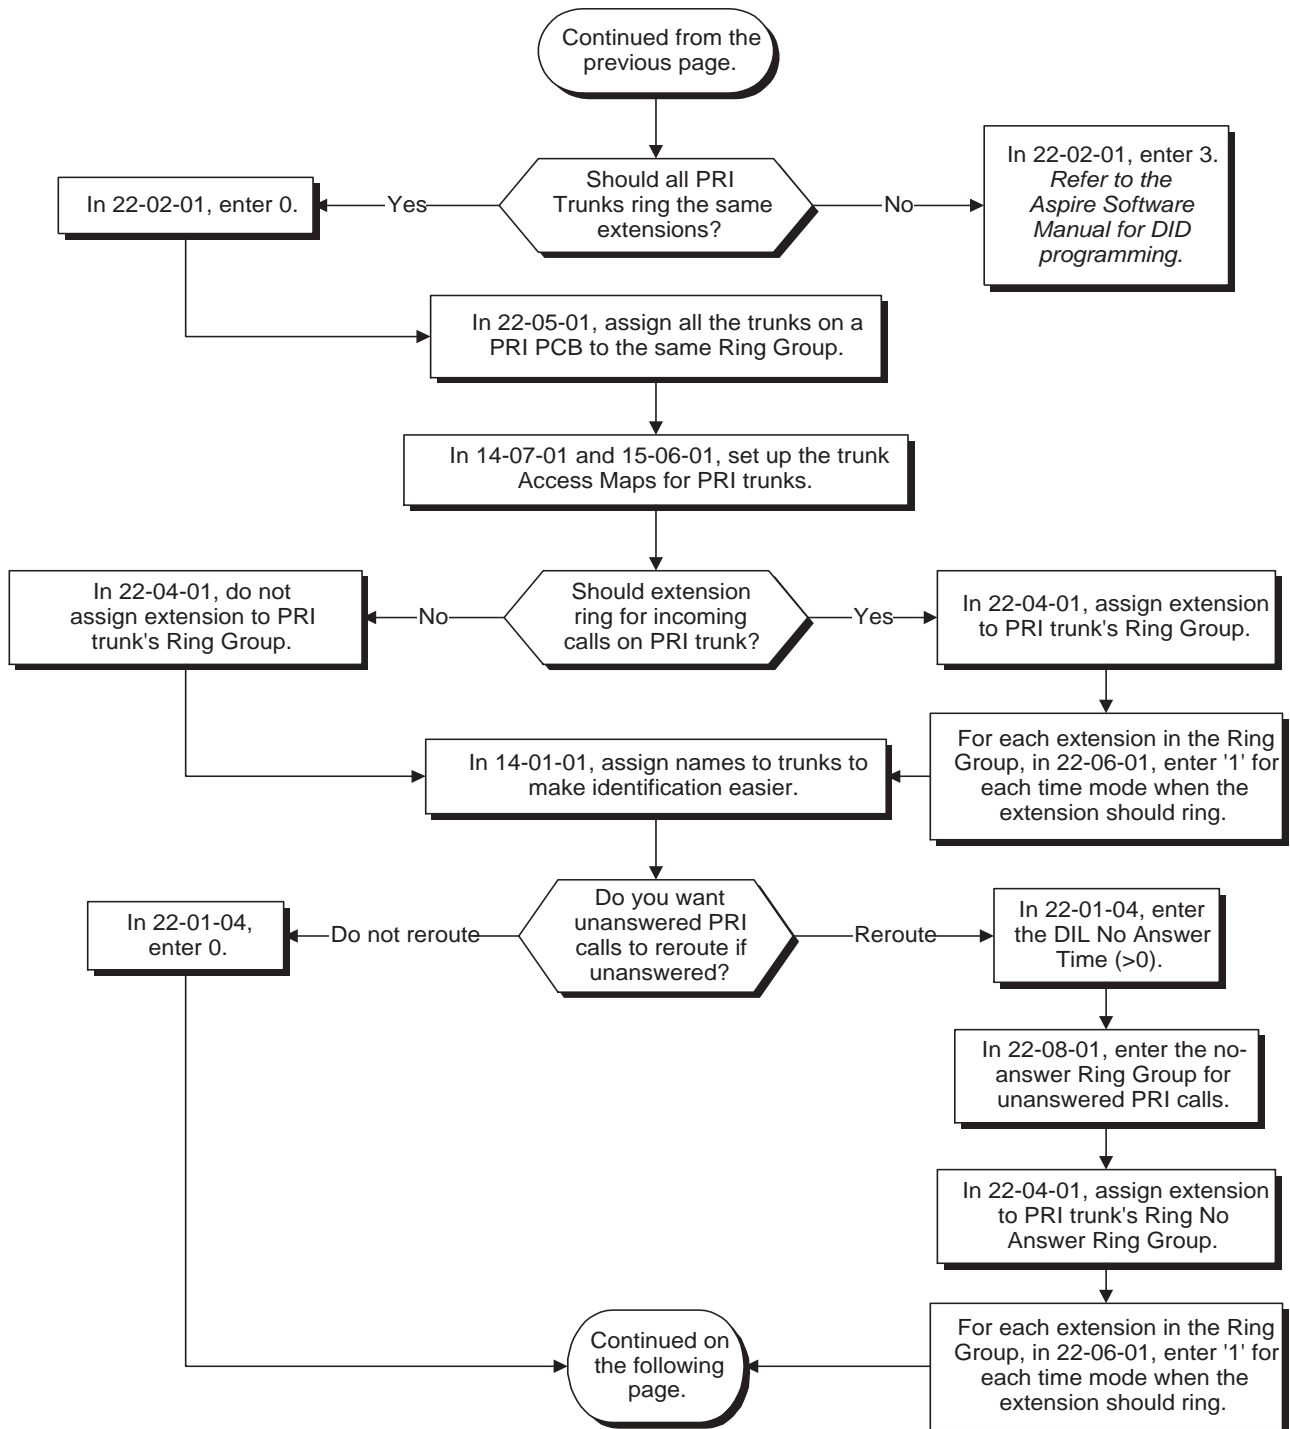 Continued from the
previous page.
Should all PRI
Trunks ring the same
extensions?
Yes
No
In 22-02-01, enter 0.
In 22-02-01, enter 3.
Refer to the
Aspire Software
Manual for DID
programming.
In 22-05-01, assign all the trunks on a
PRI PCB to the same Ring Group.
In 14-07-01 and 15-06-01, set up the trunk
Access Maps for PRI trunks.
Should extension
ring for incoming
calls on PRI trunk?
No
Yes
In 22-04-01, do not
assign extension to PRI
trunk's Ring Group.
In 22-04-01, assign extension
to PRI trunk's Ring Group.
For each extension in the Ring
Group, in 22-06-01, enter '1' for
each time mode when the
extension should ring.
In 14-01-01, assign names to trunks to
make identification easier.
Do you want
unanswered PRI
calls to reroute if
unanswered?
Do not reroute
Reroute
In 22-01-04,
enter 0.
In 22-01-04, enter
the DIL No Answer
Time (>0).
In 22-08-01, enter the no-
answer Ring Group for
unanswered PRI calls.
In 22-04-01, assign extension
to PRI trunk's Ring No
Answer Ring Group.
For each extension in the Ring
Group, in 22-06-01, enter '1' for
each time mode when the
extension should ring.
Continued on
the following
page.